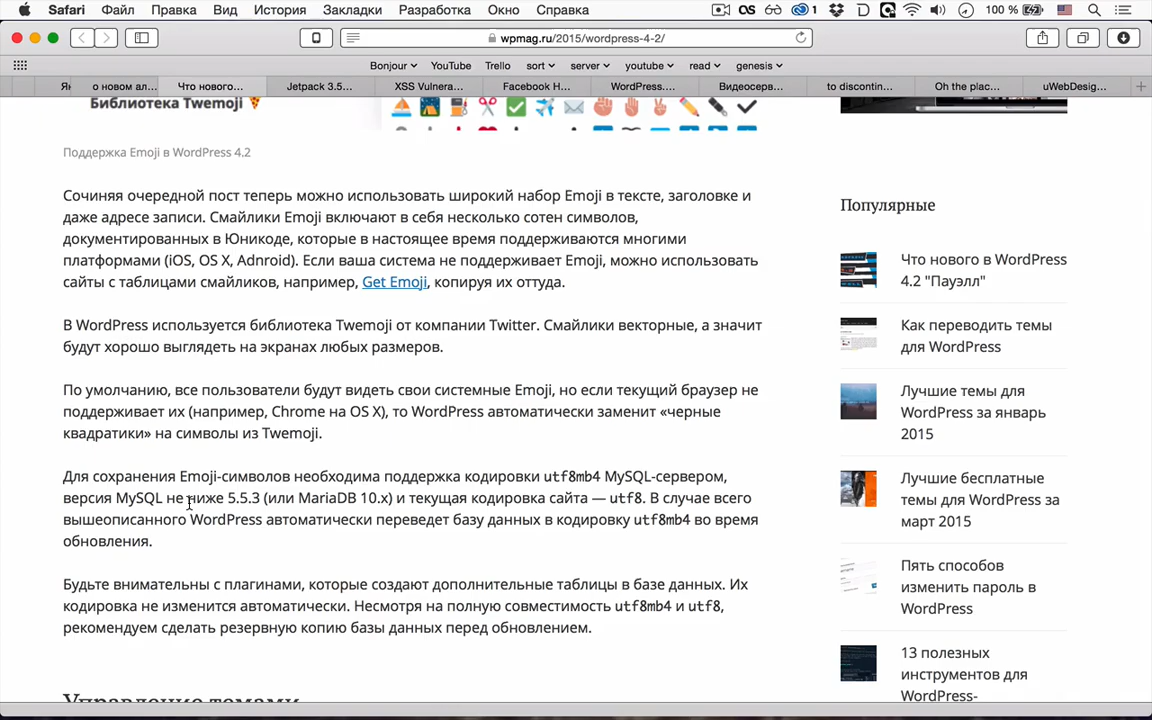 Safari Файл Правка Вид История Закладки Разработка Окно Справка 1 100 %
wpmag.ru/2015/wordpress-4-2/
Bonjour YouTube Trello sort server youtube read genesis
Я о новом ал… Что нового… Jetpack 3.5… XSS Vulnera… Facebook H… WordPress.… Видеосерва… to discontin… Oh the plac… uWebDesig…
Библиотека Twemoji 🍕
Поддержка Emoji в WordPress 4.2
Сочиняя очередной пост теперь можно использовать широкий набор Emoji в тексте, заголовке и
даже адресе записи. Смайлики Emoji включают в себя несколько сотен символов,
документированных в Юникоде, которые в настоящее время поддерживаются многими
платформами (iOS, OS X, Adnroid). Если ваша система не поддерживает Emoji, можно использовать
сайты с таблицами смайликов, например, Get Emoji, копируя их оттуда.
В WordPress используется библиотека Twemoji от компании Twitter. Смайлики векторные, а значит
будут хорошо выглядеть на экранах любых размеров.
По умолчанию, все пользователи будут видеть свои системные Emoji, но если текущий браузер не
поддерживает их (например, Chrome на OS X), то WordPress автоматически заменит «черные
квадратики» на символы из Twemoji.
Для сохранения Emoji-символов необходима поддержка кодировки utf8mb4 MySQL-сервером,
версия MySQL не ниже 5.5.3 (или MariaDB 10.x) и текущая кодировка сайта — utf8. В случае всего
вышеописанного WordPress автоматически переведет базу данных в кодировку utf8mb4 во время
обновления.
Будьте внимательны с плагинами, которые создают дополнительные таблицы в базе данных. Их
кодировка не изменится автоматически. Несмотря на полную совместимость utf8mb4 и utf8,
рекомендуем сделать резервную копию базы данных перед обновлением.
Управление темами
Популярные
Что нового в WordPress
4.2 "Пауэлл"
Как переводить темы
для WordPress
Лучшие темы для
WordPress за январь
2015
Лучшие бесплатные
темы для WordPress за
март 2015
Пять способов
изменить пароль в
WordPress
13 полезных
инструментов для
WordPress-